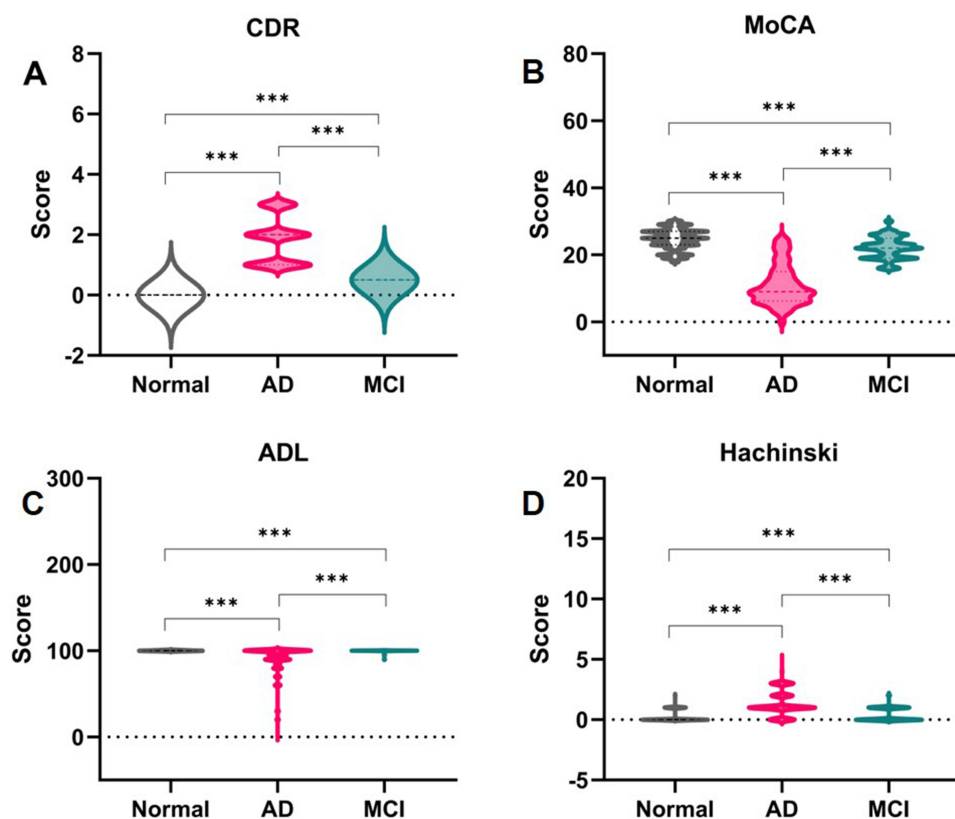 CDR
A
8
6
4
2
0
-2
Score
***
***
***
Normal AD MCI
MoCA
B
80
60
40
20
0
Score
***
***
***
Normal AD MCI
ADL
C
300
200
100
0
Score
***
***
***
Normal AD MCI
Hachinski
D
20
15
10
5
0
-5
Score
***
***
***
Normal AD MCI